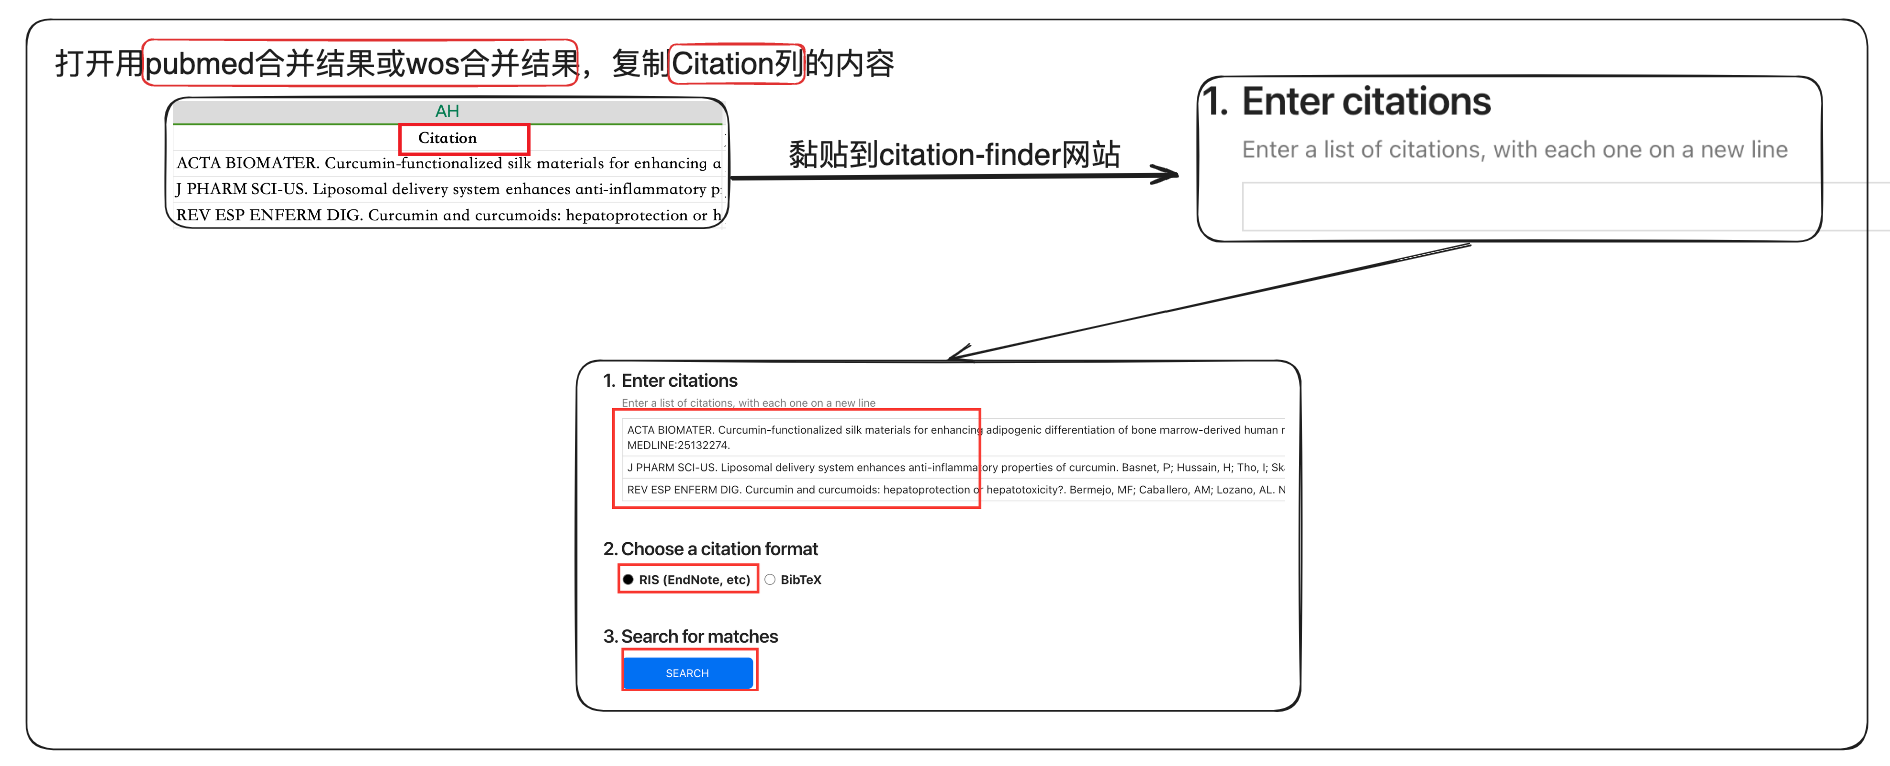 打开用pubmed合并结果或wos合并结果，复制Citation列的内容
AH
Citation
ACTA BIOMATER. Curcumin-functionalized silk materials for enhancing a
J PHARM SCI-US. Liposomal delivery system enhances anti-inflammatory p
REV ESP ENFERM DIG. Curcumin and curcumoids: hepatoprotection or h
黏贴到citation-finder网站
1. Enter citations
Enter a list of citations, with each one on a new line
1. Enter citations
Enter a list of citations, with each one on a new line
ACTA BIOMATER. Curcumin-functionalized silk materials for enhancing adipogenic differentiation of bone marrow-derived human r
MEDLINE:25132274.
J PHARM SCI-US. Liposomal delivery system enhances anti-inflammatory properties of curcumin. Basnet, P; Hussain, H; Tho, I; Sk
REV ESP ENFERM DIG. Curcumin and curcumoids: hepatoprotection or hepatotoxicity?. Bermejo, MF; Caballero, AM; Lozano, AL. N
2. Choose a citation format
RIS (EndNote, etc) BibTeX
3. Search for matches
SEARCH